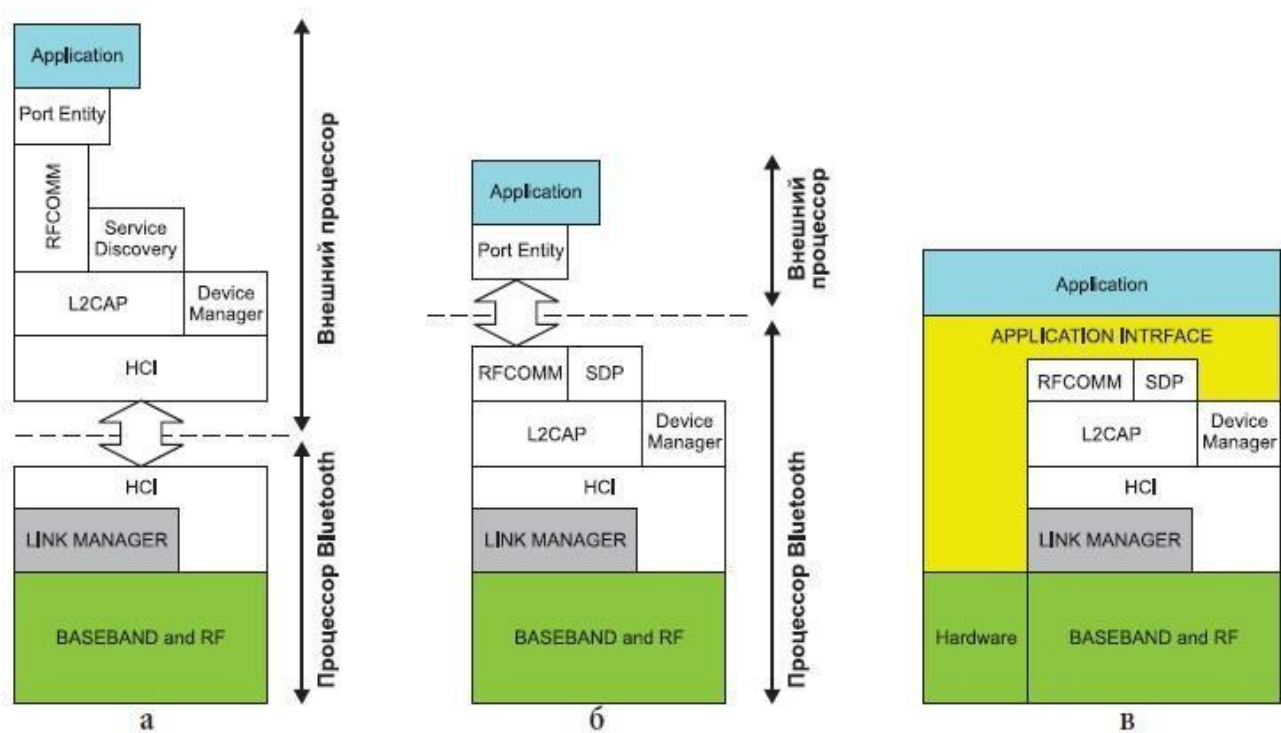 Application
Port Entity
RFCOMM
Service
Discovery
L2CAP
Device
Manager
HCI
HCI
LINK MANAGER
BASEBAND and RF
Внешний процессор
Процессор Bluetooth
а
Application
Port Entity
RFCOMM
SDP
L2CAP
Device
Manager
HCI
LINK MANAGER
BASEBAND and RF
Внешний
процессор
Процессор Bluetooth
б
Application
APPLICATION INTRFACE
RFCOMM
SDP
L2CAP
Device
Manager
HCI
LINK MANAGER
Hardware
BASEBAND and RF
в